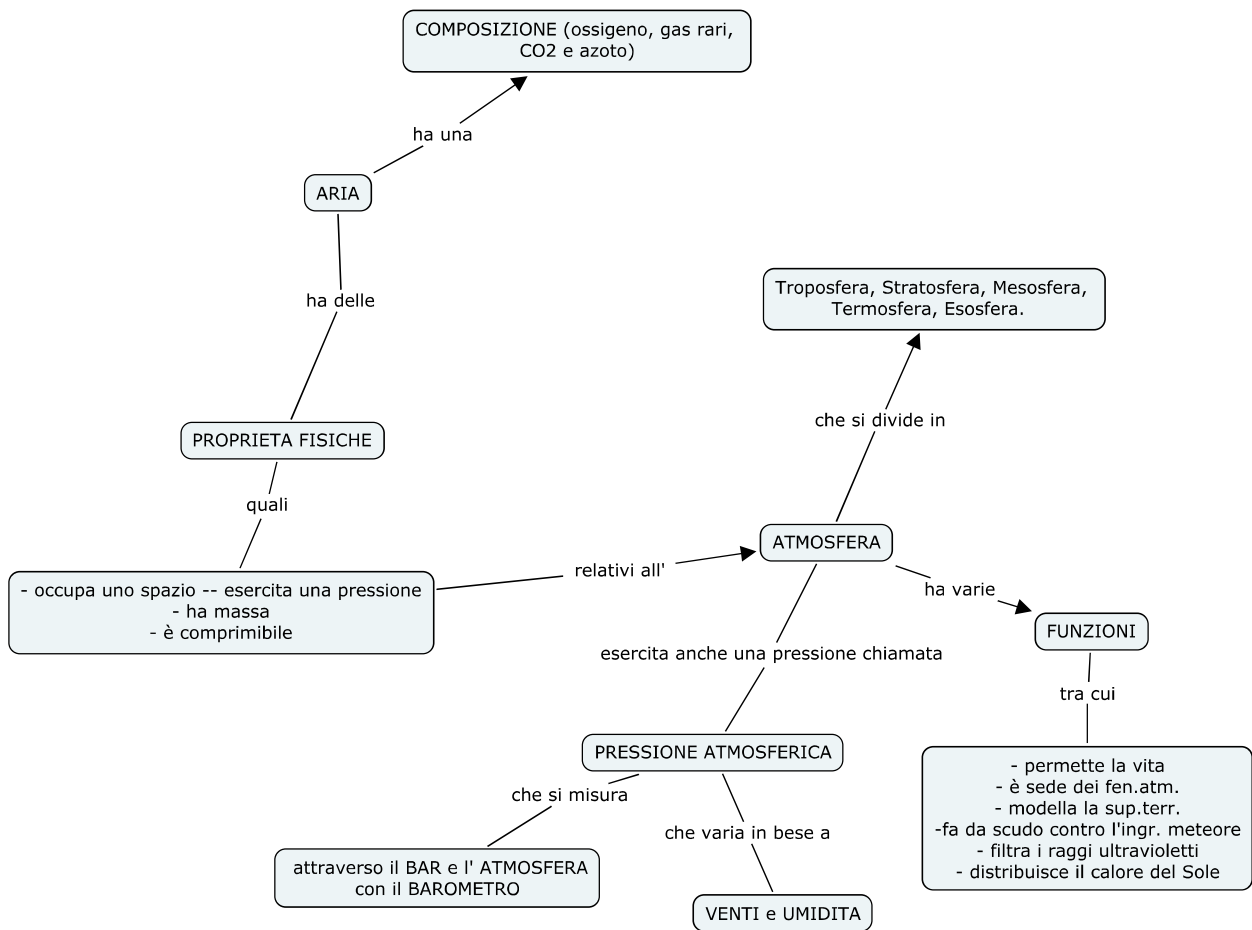 COMPOSIZIONE (ossigeno, gas rari,
CO2 e azoto)
ha una
ARIA
ha delle
PROPRIETA FISICHE
quali
- occupa uno spazio -- esercita una pressione
- ha massa
- è comprimibile
relativi all'
ATMOSFERA
che si divide in
Troposfera, Stratosfera, Mesosfera,
Termosfera, Esosfera.
ha varie
FUNZIONI
tra cui
- permette la vita
- è sede dei fen.atm.
- modella la sup.terr.
-fa da scudo contro l'ingr. meteore
- filtra i raggi ultravioletti
- distribuisce il calore del Sole
esercita anche una pressione chiamata
PRESSIONE ATMOSFERICA
che si misura
attraverso il BAR e l' ATMOSFERA
con il BAROMETRO
che varia in bese a
VENTI e UMIDITA